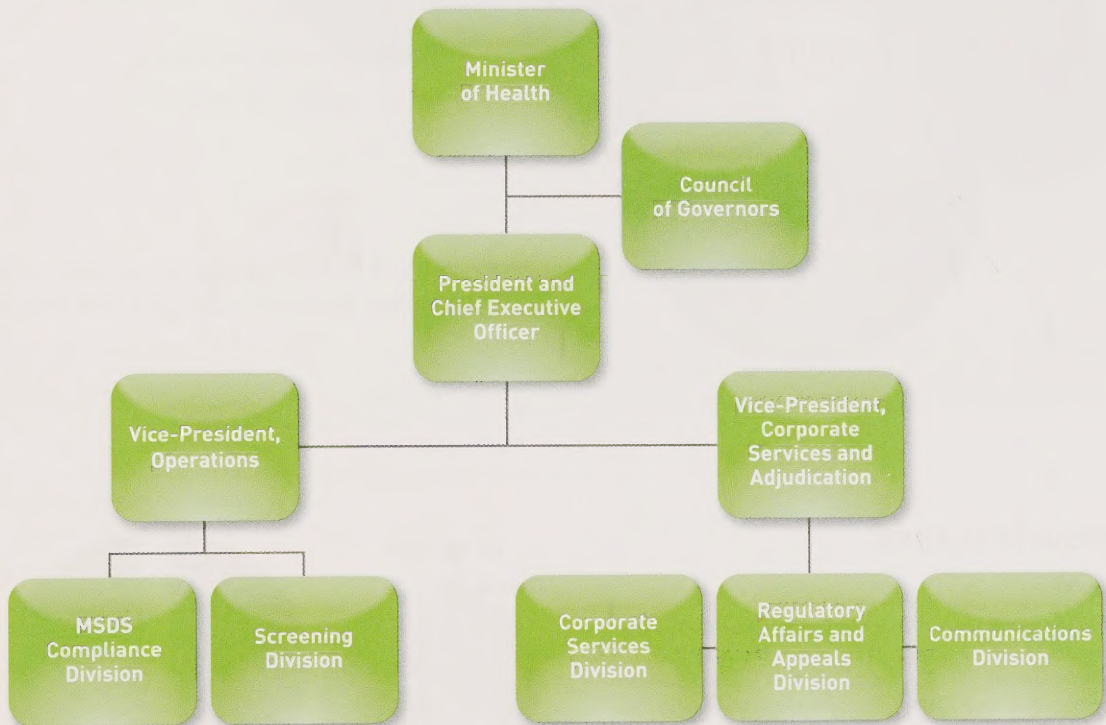 Minister
of Health
Council
of Governors
President and
Chief Executive
Officer
Vice-President,
Operations
Vice-President,
Corporate
Services and
Adjudication
MSDS
Compliance
Division
Screening
Division
Corporate
Services
Division
Regulatory
Affairs and
Appeals
Division
Communications
Division